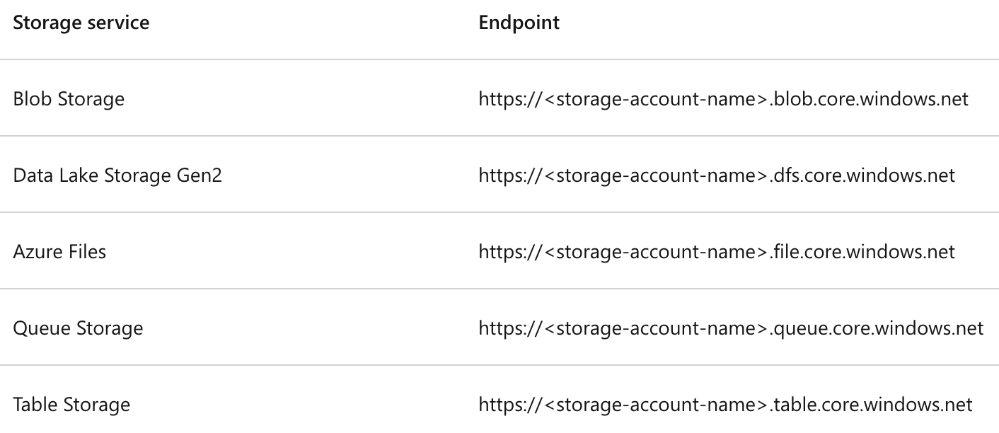 Storage service Endpoint
Blob Storage https://<storage-account-name>.blob.core.windows.net
Data Lake Storage Gen2 https://<storage-account-name>.dfs.core.windows.net
Azure Files https://<storage-account-name>.file.core.windows.net
Queue Storage https://<storage-account-name>.queue.core.windows.net
Table Storage https://<storage-account-name>.table.core.windows.net